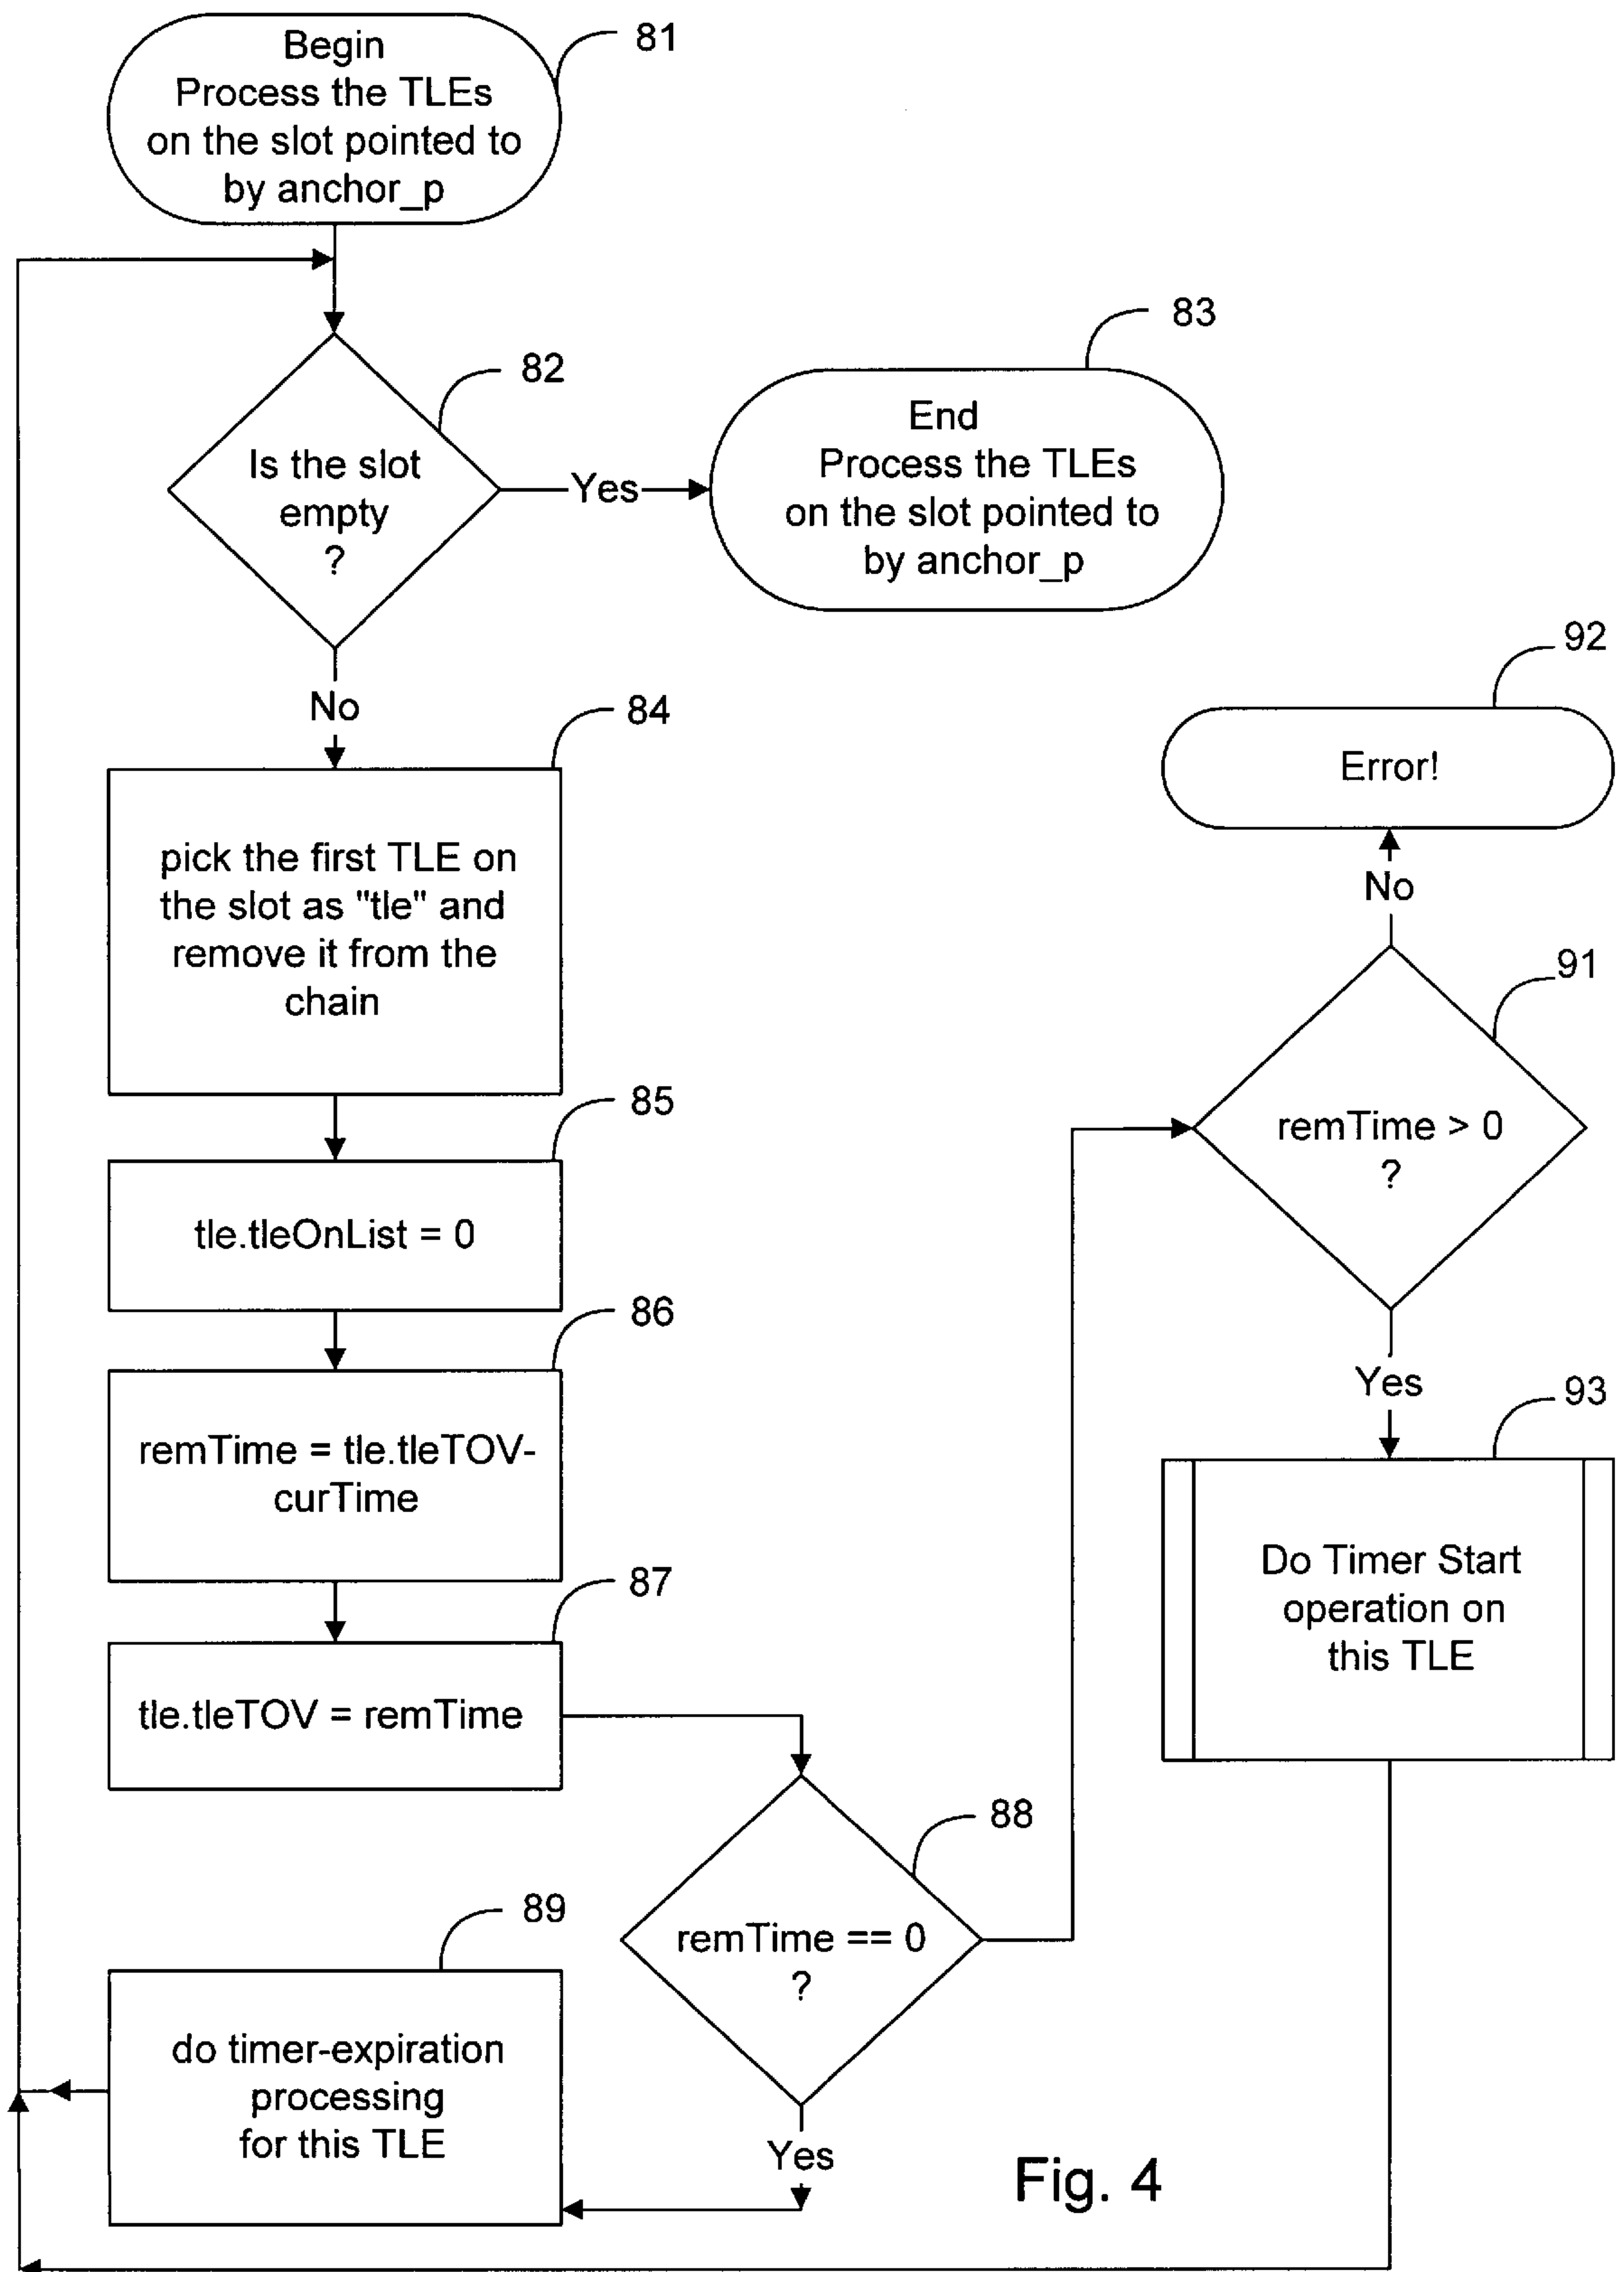 Begin
Process the TLEs
on the slot pointed to
by anchor_p
81
82
Is the slot
empty
?
Yes
83
End
Process the TLEs
on the slot pointed to
by anchor_p
No
84
pick the first TLE on
the slot as "tle" and
remove it from the
chain
85
tle.tleOnList = 0
86
remTime = tle.tleTOV-
curTime
87
tle.tleTOV = remTime
88
remTime == 0
?
Yes
89
do timer-expiration
processing
for this TLE
92
Error!
No
91
remTime > 0
?
Yes
93
Do Timer Start
operation on
this TLE
Fig. 4